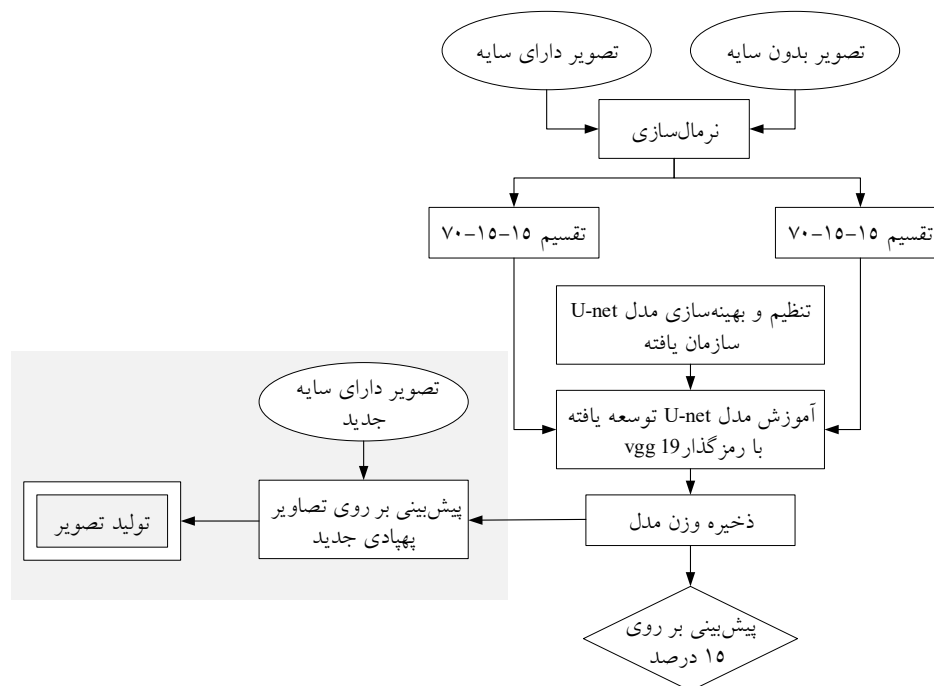 تصویر بدون سایه
تصویر دارای سایه
نرمال‌سازی
تقسیم ۱۵-۱۵-۷۰
تقسیم ۱۵-۱۵-۷۰
تنظیم و بهینه‌سازی مدل U-net
سازمان یافته
تصویر دارای سایه
جدید
آموزش مدل U-net توسعه یافته
با رمزگذار vgg 19
ذخیره وزن مدل
پیش‌بینی بر روی تصاویر
پهپادی جدید
تولید تصویر
پیش‌بینی بر روی
۱۵ درصد